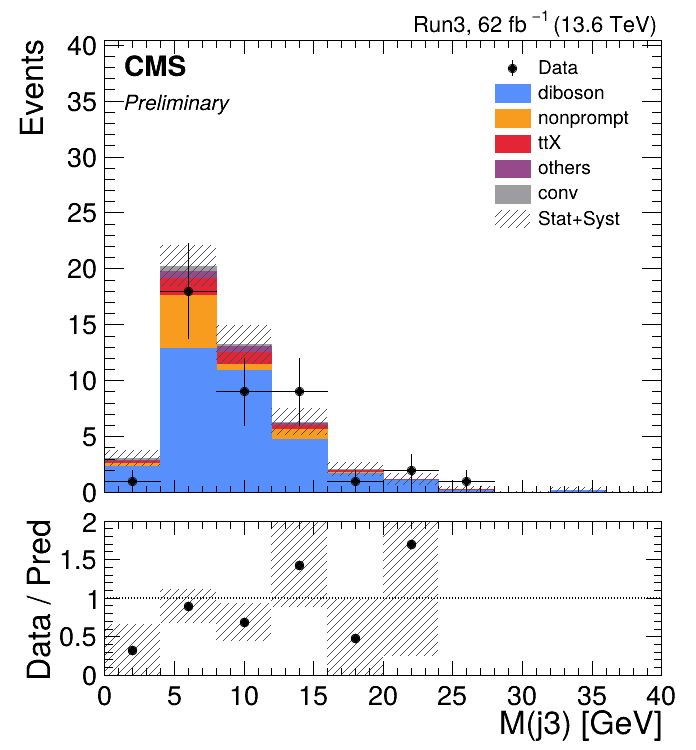 Run3, 62 fb⁻¹ (13.6 TeV)
Events
40
35
30
25
20
15
10
5
0
CMS
Preliminary
Data
diboson
nonprompt
ttX
others
conv
Stat+Syst
Data / Pred
2
1.5
1
0.5
0
0 5 10 15 20 25 30 35 40
M(j3) [GeV]